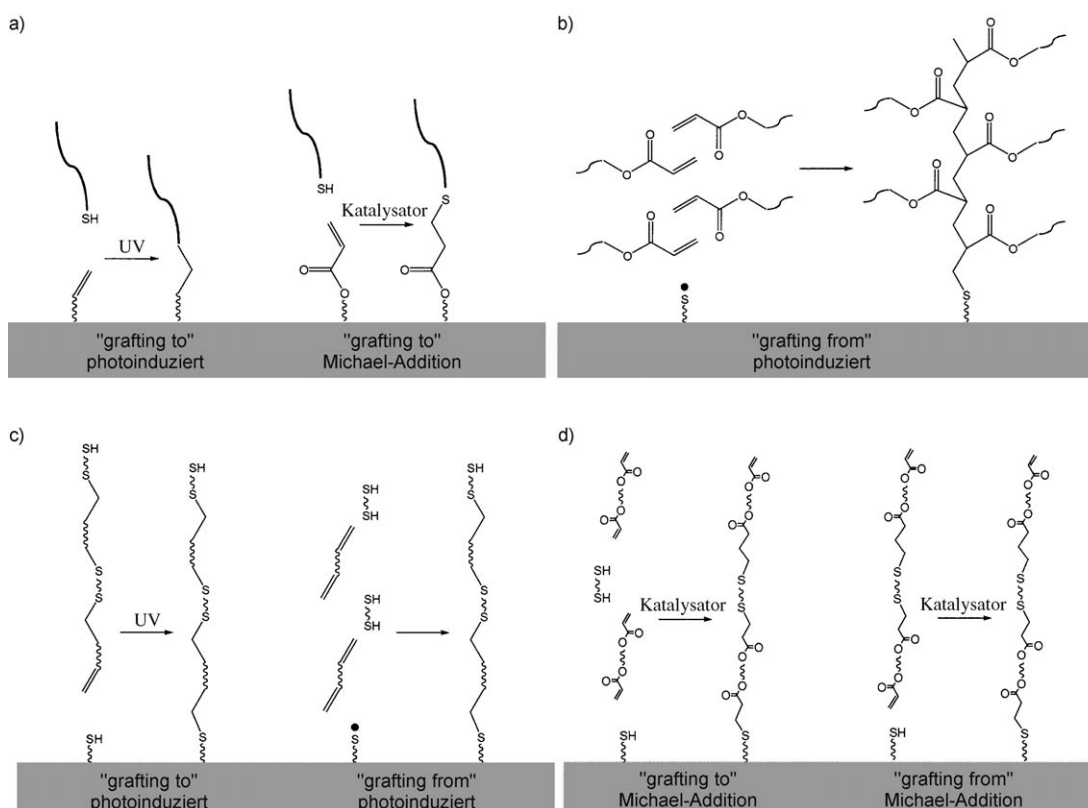 a)
SH
UV
SH
O
O
Katalysator
S
O
O
"grafting to"
photoinduziert
"grafting to"
Michael-Addition
b)
O
O
O
O
O
O
O
O
S
O
O
O
O
O
O
O
O
O
O
S
"grafting from"
photoinduziert
c)
SH
S
S
S
SH
UV
SH
S
S
S
S
SH
SH
SH
SH
S
SH
S
S
S
S
"grafting to"
photoinduziert
"grafting from"
photoinduziert
d)
O
O
O
O
SH
SH
O
O
O
O
SH
Katalysator
O
O
O
O
S
S
O
O
O
O
S
O
O
O
O
S
S
O
O
O
O
SH
Katalysator
O
O
O
O
S
S
O
O
O
O
S
"grafting to"
Michael-Addition
"grafting from"
Michael-Addition